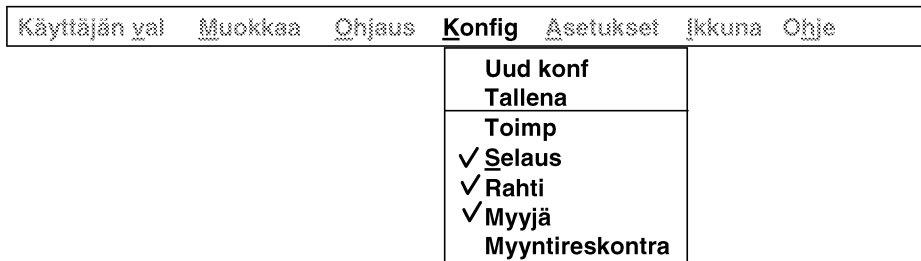 Käyttäjän val Muokkaa Ohjaus Konfig Asetukset Ikkuna Ohje
Uud konf
Tallena
Toimp
Selaus
Rahti
Myyjä
Myyntireskontra